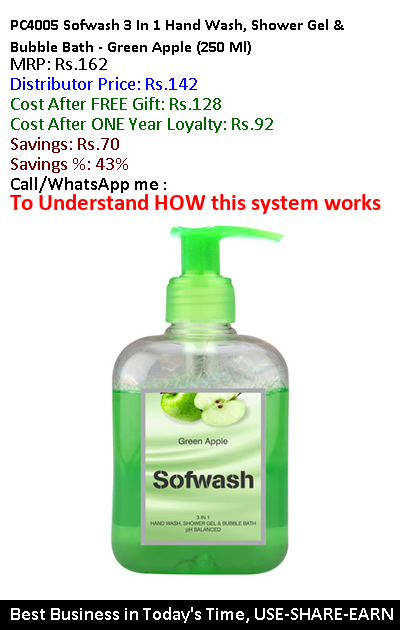 PC4005 Sofwash 3 In 1 Hand Wash, Shower Gel &
Bubble Bath - Green Apple (250 Ml)
MRP: Rs.162
Distributor Price: Rs.142
Cost After FREE Gift: Rs.128
Cost After ONE Year Loyalty: Rs.92
Savings: Rs.70
Savings %: 43%
Call/WhatsApp me :
To Understand HOW this system works
Green Apple
Sofwash
3 IN 1
HAND WASH, SHOWER GEL & BUBBLE BATH
pH BALANCED
Best Business in Today's Time, USE-SHARE-EARN